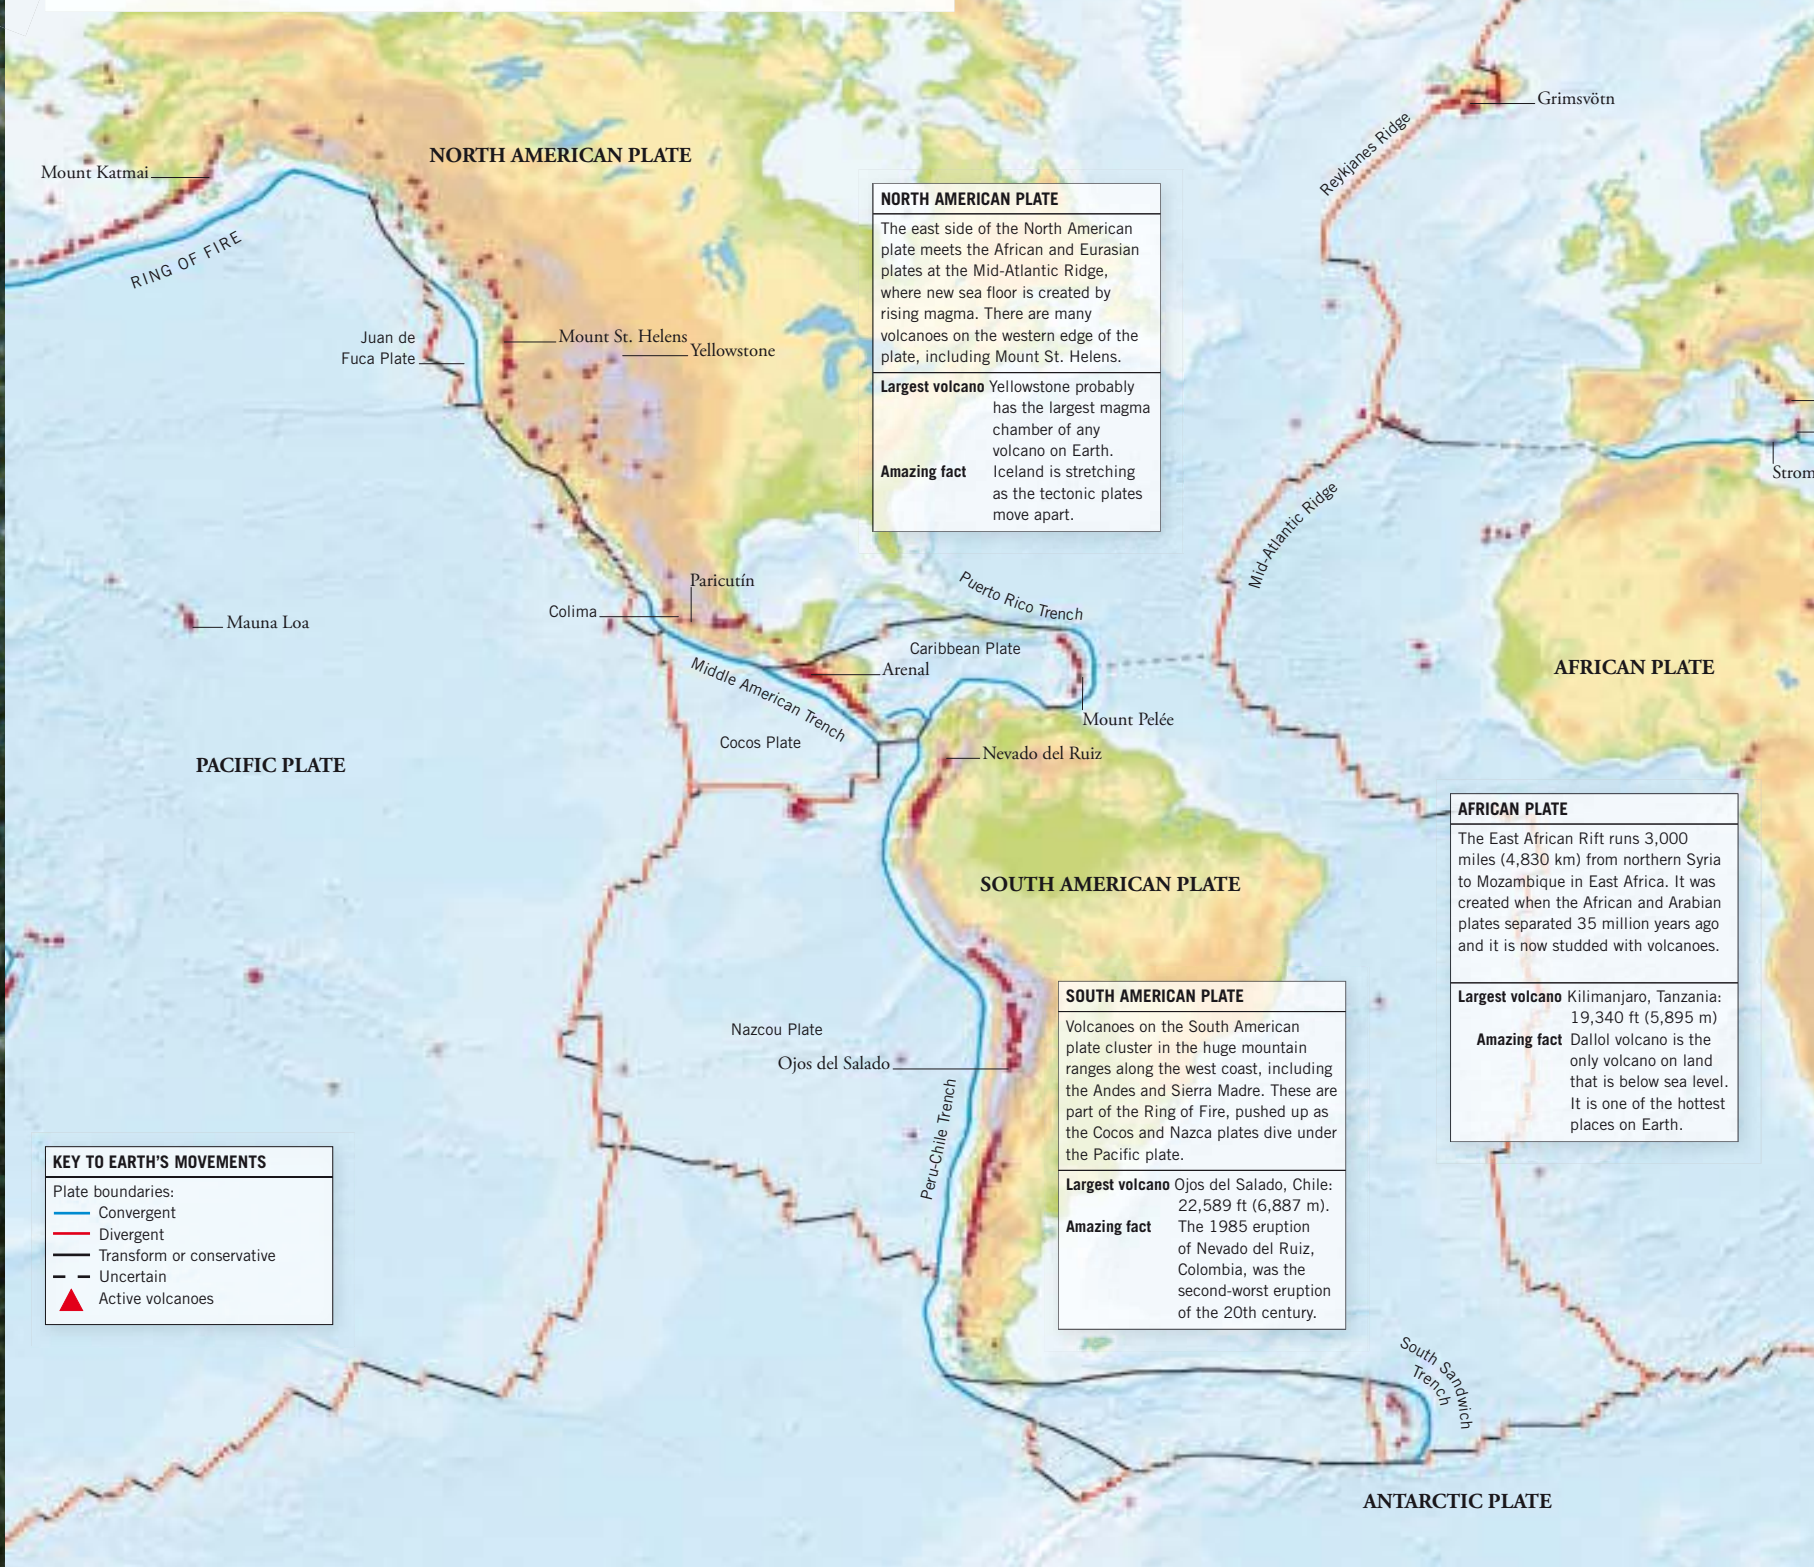 Grimsvötn
Reykjanes Ridge
NORTH AMERICAN PLATE
Mount Katmai
RING OF FIRE
NORTH AMERICAN PLATE
The east side of the North American
plate meets the African and Eurasian
plates at the Mid-Atlantic Ridge,
where new sea floor is created by
rising magma. There are many
volcanoes on the western edge of the
plate, including Mount St. Helens.
Largest volcano Yellowstone probably
has the largest magma
chamber of any
volcano on Earth.
Amazing fact Iceland is stretching
as the tectonic plates
move apart.
Juan de
Fuca Plate
Mount St. Helens
Yellowstone
Strom
Mid-Atlantic Ridge
Paricutín
Colima
Puerto Rico Trench
Mauna Loa
Caribbean Plate
Arenal
AFRICAN PLATE
Middle American Trench
Mount Pelée
Cocos Plate
Nevado del Ruiz
PACIFIC PLATE
SOUTH AMERICAN PLATE
AFRICAN PLATE
The East African Rift runs 3,000
miles (4,830 km) from northern Syria
to Mozambique in East Africa. It was
created when the African and Arabian
plates separated 35 million years ago
and it is now studded with volcanoes.
Largest volcano Kilimanjaro, Tanzania:
19,340 ft (5,895 m)
Amazing fact Dallol volcano is the
only volcano on land
that is below sea level.
It is one of the hottest
places on Earth.
Nazcou Plate
Ojos del Salado
Peru-Chile Trench
SOUTH AMERICAN PLATE
Volcanoes on the South American
plate cluster in the huge mountain
ranges along the west coast, including
the Andes and Sierra Madre. These are
part of the Ring of Fire, pushed up as
the Cocos and Nazca plates dive under
the Pacific plate.
Largest volcano Ojos del Salado, Chile:
22,589 ft (6,887 m).
Amazing fact The 1985 eruption
of Nevado del Ruiz,
Colombia, was the
second-worst eruption
of the 20th century.
KEY TO EARTH'S MOVEMENTS
Plate boundaries:
Convergent
Divergent
Transform or conservative
Uncertain
Active volcanoes
South Sandwich
Trench
ANTARCTIC PLATE